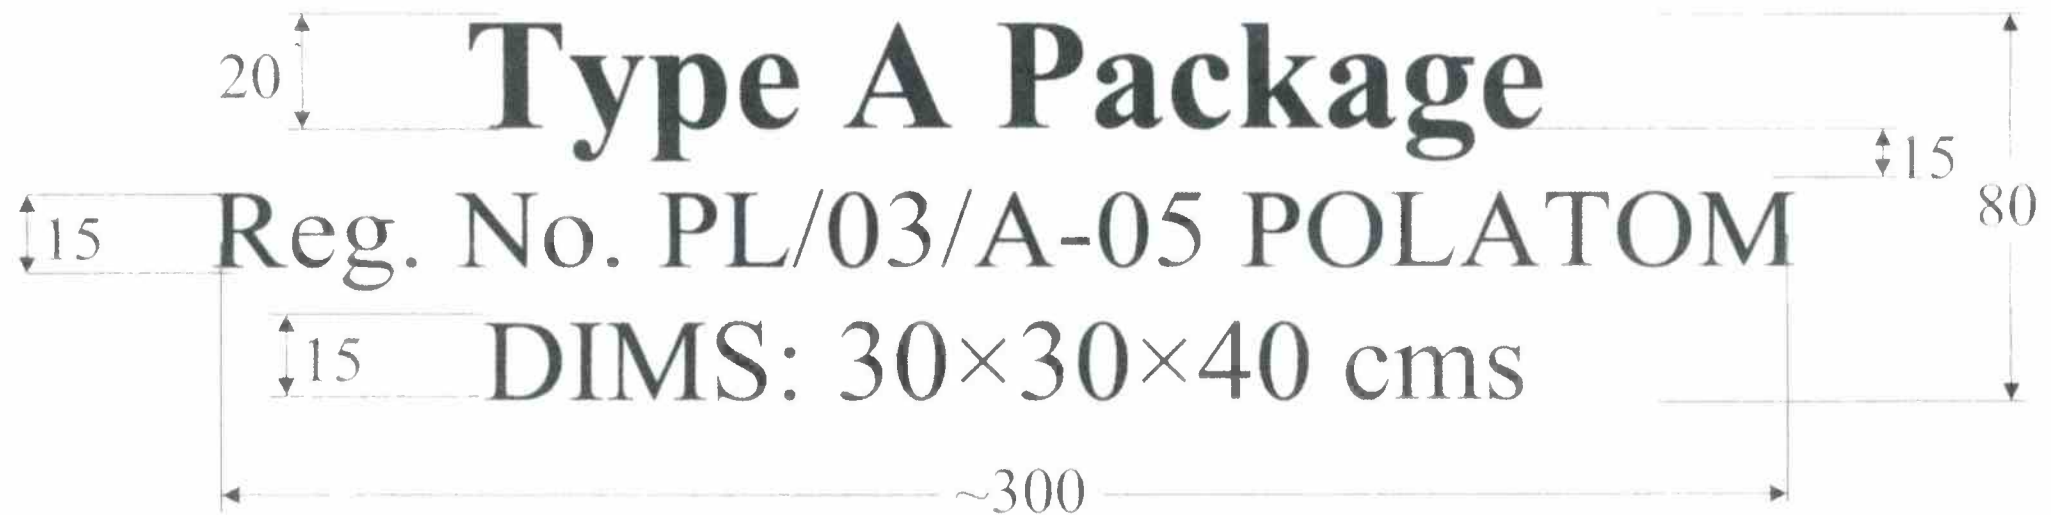 20
Type A Package
15
15
Reg. No. PL/03/A-05 POLATOM
80
15
DIMS: 30×30×40 cms
~300